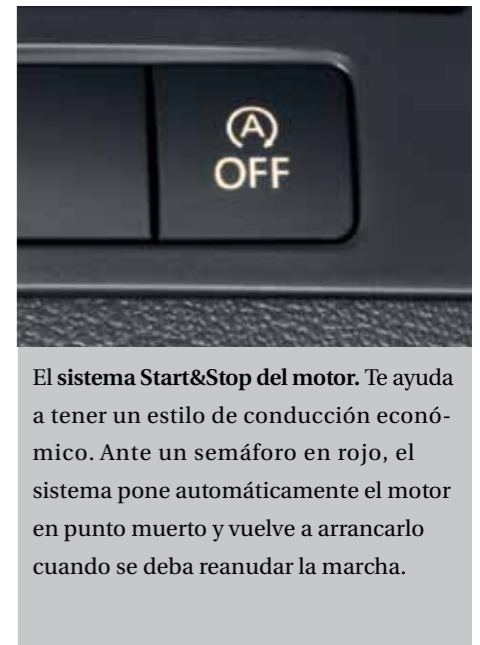 A
OFF
El sistema Start&Stop del motor. Te ayuda
a tener un estilo de conducción econó-
mico. Ante un semáforo en rojo, el
sistema pone automáticamente el motor
en punto muerto y vuelve a arrancarlo
cuando se deba reanudar la marcha.